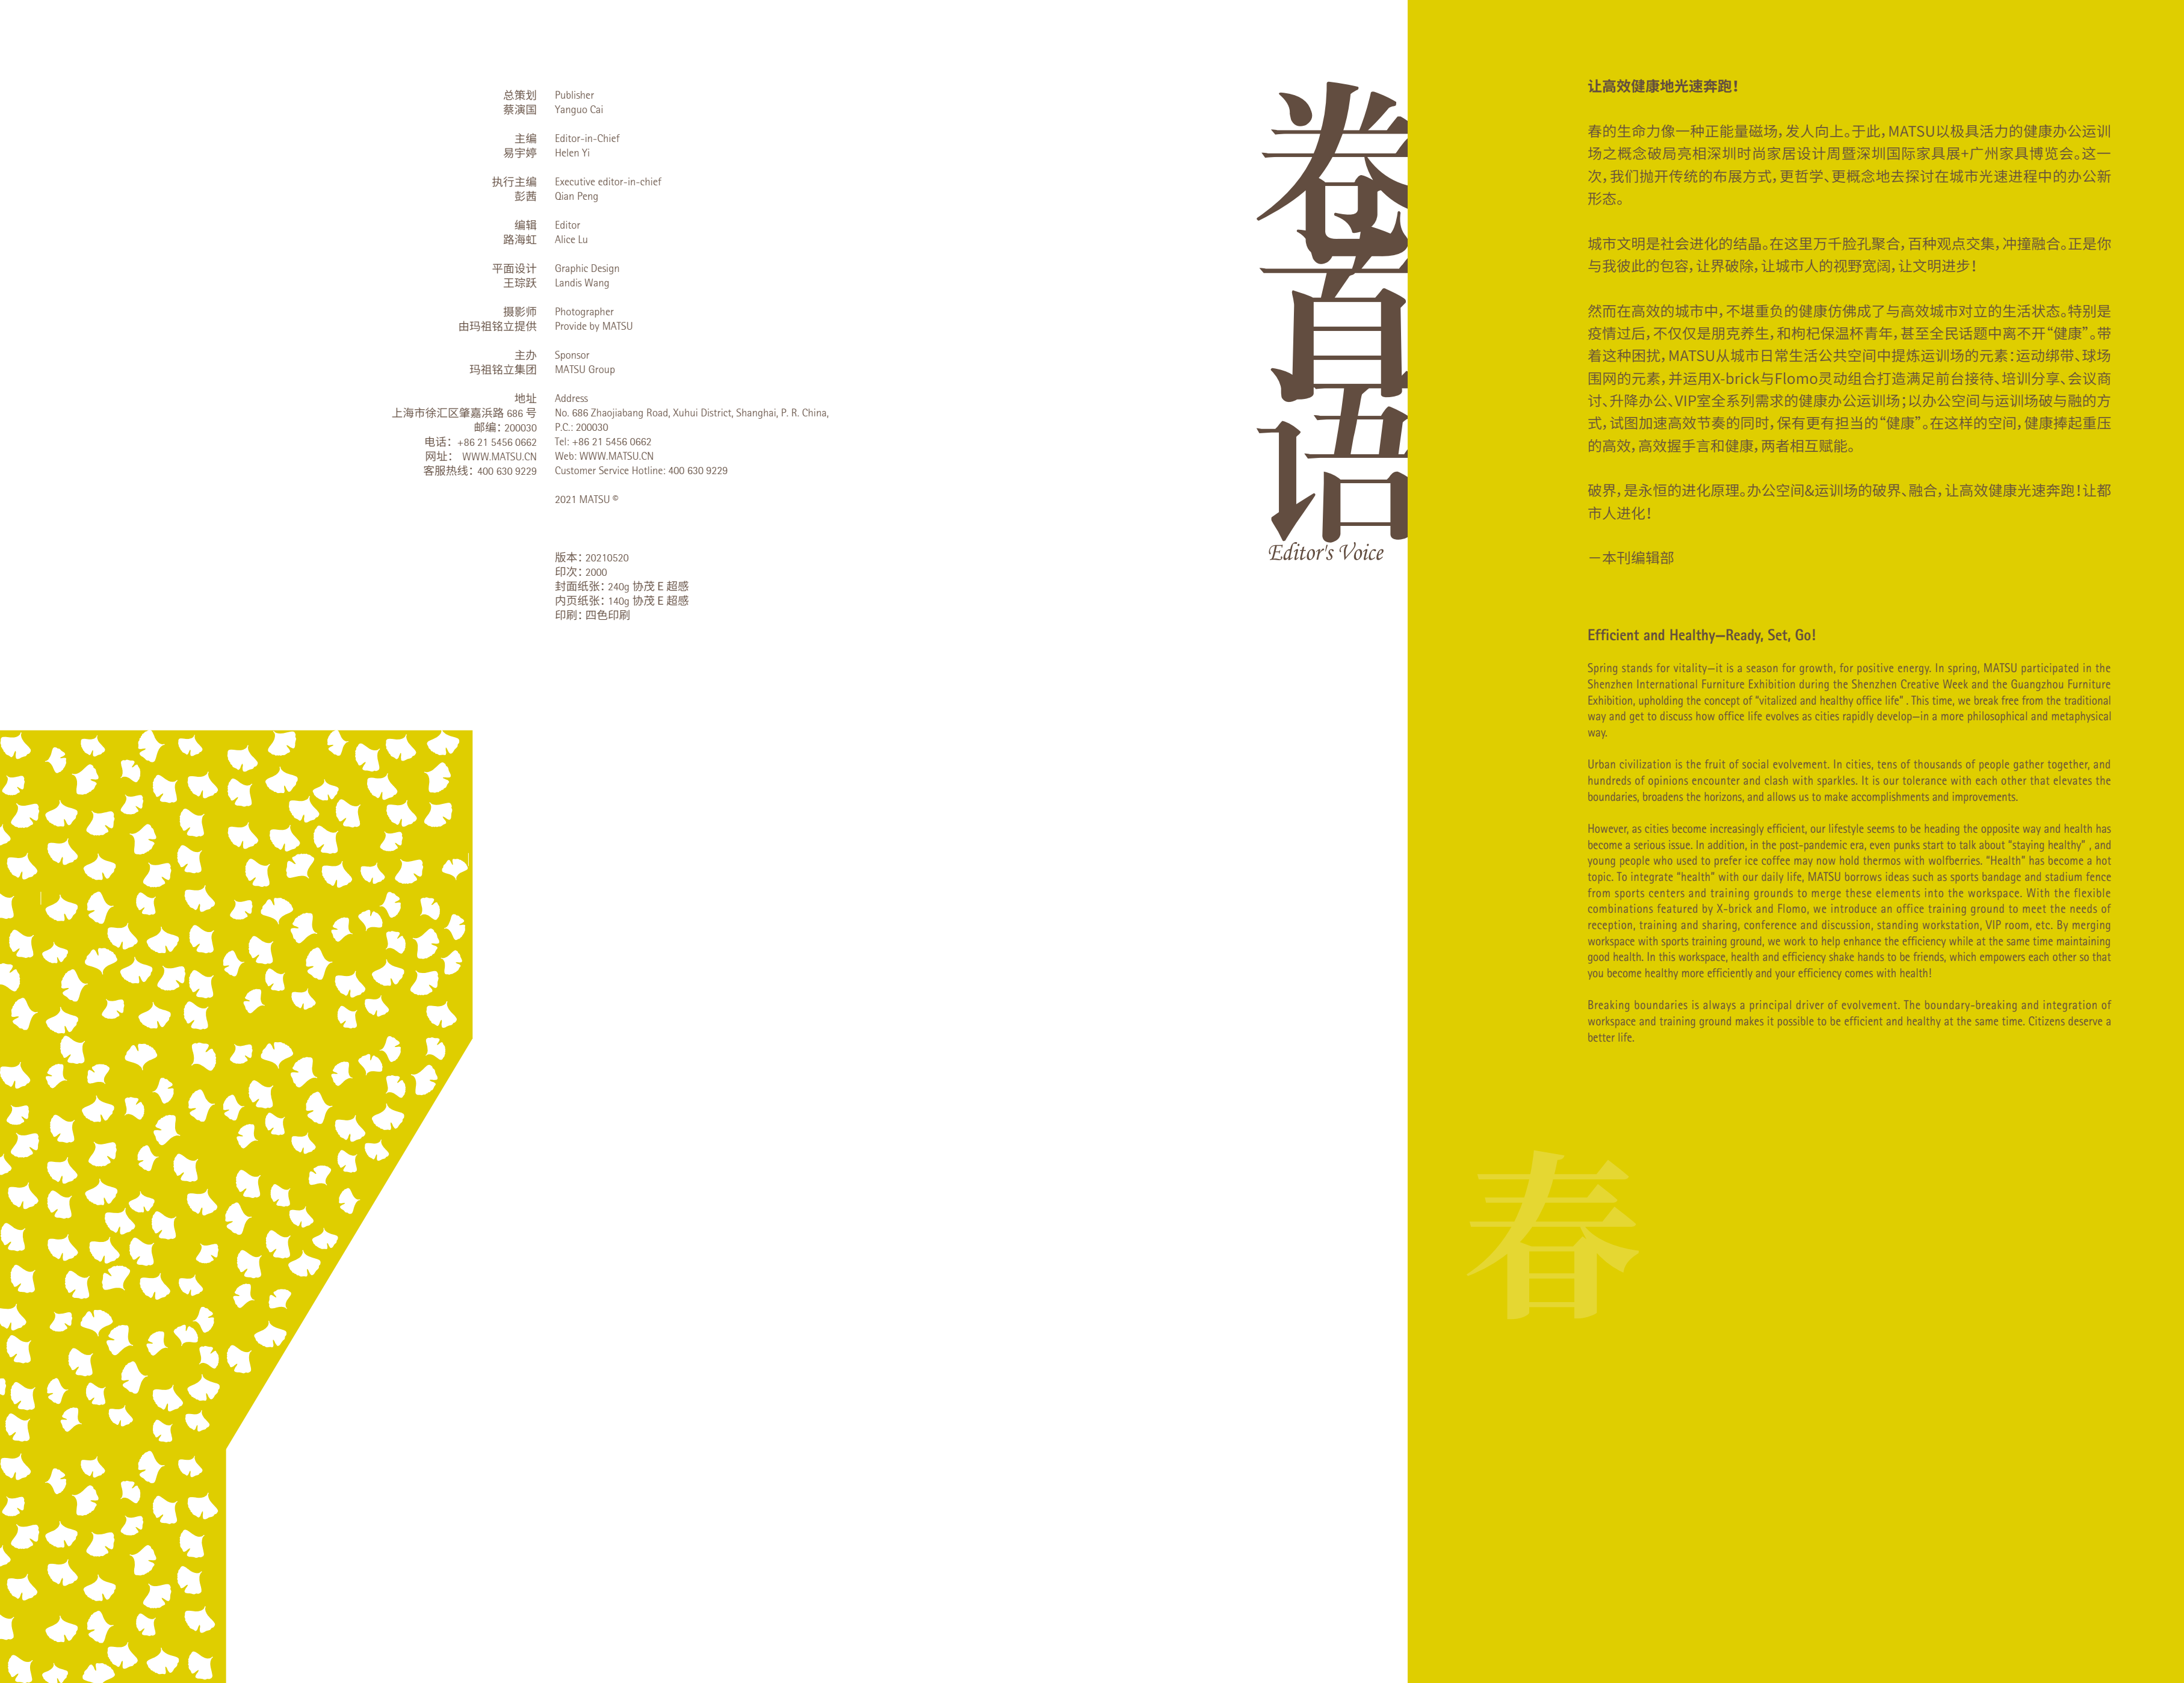 总策划 Publisher
蔡演国 Yanguo Cai
主编 Editor-in-Chief
易宇婷 Helen Yi
执行主编 Executive editor-in-chief
彭茜 Qian Peng
编辑 Editor
路海虹 Alice Lu
平面设计 Graphic Design
王琮跃 Landis Wang
摄影师 Photographer
由玛祖铭立提供 Provide by MATSU
主办 Sponsor
玛祖铭立集团 MATSU Group
地址 Address
上海市徐汇区肇嘉浜路 686 号 No. 686 Zhaojiabang Road, Xuhui District, Shanghai, P. R. China,
邮编：200030 P.C.: 200030
电话：+86 21 5456 0662 Tel: +86 21 5456 0662
网址： WWW.MATSU.CN Web: WWW.MATSU.CN
客服热线：400 630 9229 Customer Service Hotline: 400 630 9229
2021 MATSU ©
版本：20210520
印次：2000
封面纸张：240g 协茂 E 超感
内页纸张：140g 协茂 E 超感
印刷：四色印刷
卷首语
Editor's Voice
让高效健康地光速奔跑！
春的生命力像一种正能量磁场，发人向上。于此，MATSU以极具活力的健康办公运训
场之概念破局亮相深圳时尚家居设计周暨深圳国际家具展+广州家具博览会。这一
次，我们抛开传统的布展方式，更哲学、更概念地去探讨在城市光速进程中的办公新
形态。
城市文明是社会进化的结晶。在这里万千脸孔聚合，百种观点交集，冲撞融合。正是你
与我彼此的包容，让界破除，让城市人的视野宽阔，让文明进步！
然而在高效的城市中，不堪重负的健康仿佛成了与高效城市对立的生活状态。特别是
疫情过后，不仅仅是朋克养生，和枸杞保温杯青年，甚至全民话题中离不开“健康”。带
着这种困扰，MATSU从城市日常生活公共空间中提炼运训场的元素：运动绑带、球场
围网的元素，并运用X-brick与Flomo灵动组合打造满足前台接待、培训分享、会议商
讨、升降办公、VIP室全系列需求的健康办公运训场；以办公空间与运训场破与融的方
式，试图加速高效节奏的同时，保有更有担当的“健康”。在这样的空间，健康捧起重压
的高效，高效握手言和健康，两者相互赋能。
破界，是永恒的进化原理。办公空间&运训场的破界、融合，让高效健康光速奔跑！让都
市人进化！
—本刊编辑部
Efficient and Healthy—Ready, Set, Go!
Spring stands for vitality—it is a season for growth, for positive energy. In spring, MATSU participated in the
Shenzhen International Furniture Exhibition during the Shenzhen Creative Week and the Guangzhou Furniture
Exhibition, upholding the concept of “vitalized and healthy office life” . This time, we break free from the traditional
way and get to discuss how office life evolves as cities rapidly develop—in a more philosophical and metaphysical
way.
Urban civilization is the fruit of social evolvement. In cities, tens of thousands of people gather together, and
hundreds of opinions encounter and clash with sparkles. It is our tolerance with each other that elevates the
boundaries, broadens the horizons, and allows us to make accomplishments and improvements.
However, as cities become increasingly efficient, our lifestyle seems to be heading the opposite way and health has
become a serious issue. In addition, in the post-pandemic era, even punks start to talk about “staying healthy” , and
young people who used to prefer ice coffee may now hold thermos with wolfberries. “Health” has become a hot
topic. To integrate “health” with our daily life, MATSU borrows ideas such as sports bandage and stadium fence
from sports centers and training grounds to merge these elements into the workspace. With the flexible
combinations featured by X-brick and Flomo, we introduce an office training ground to meet the needs of
reception, training and sharing, conference and discussion, standing workstation, VIP room, etc. By merging
workspace with sports training ground, we work to help enhance the efficiency while at the same time maintaining
good health. In this workspace, health and efficiency shake hands to be friends, which empowers each other so that
you become healthy more efficiently and your efficiency comes with health!
Breaking boundaries is always a principal driver of evolvement. The boundary-breaking and integration of
workspace and training ground makes it possible to be efficient and healthy at the same time. Citizens deserve a
better life.
春